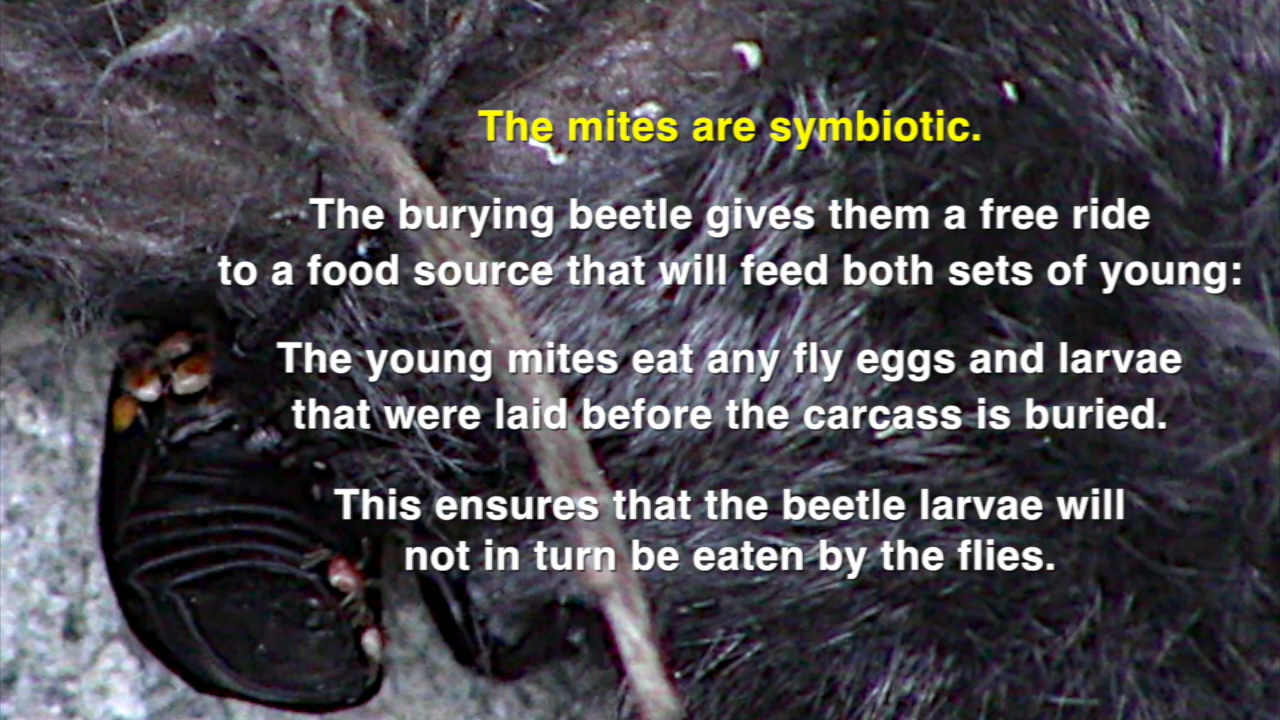 The mites are symbiotic.
The burying beetle gives them a free ride
to a food source that will feed both sets of young:
The young mites eat any fly eggs and larvae
that were laid before the carcass is buried.
This ensures that the beetle larvae will
not in turn be eaten by the flies.